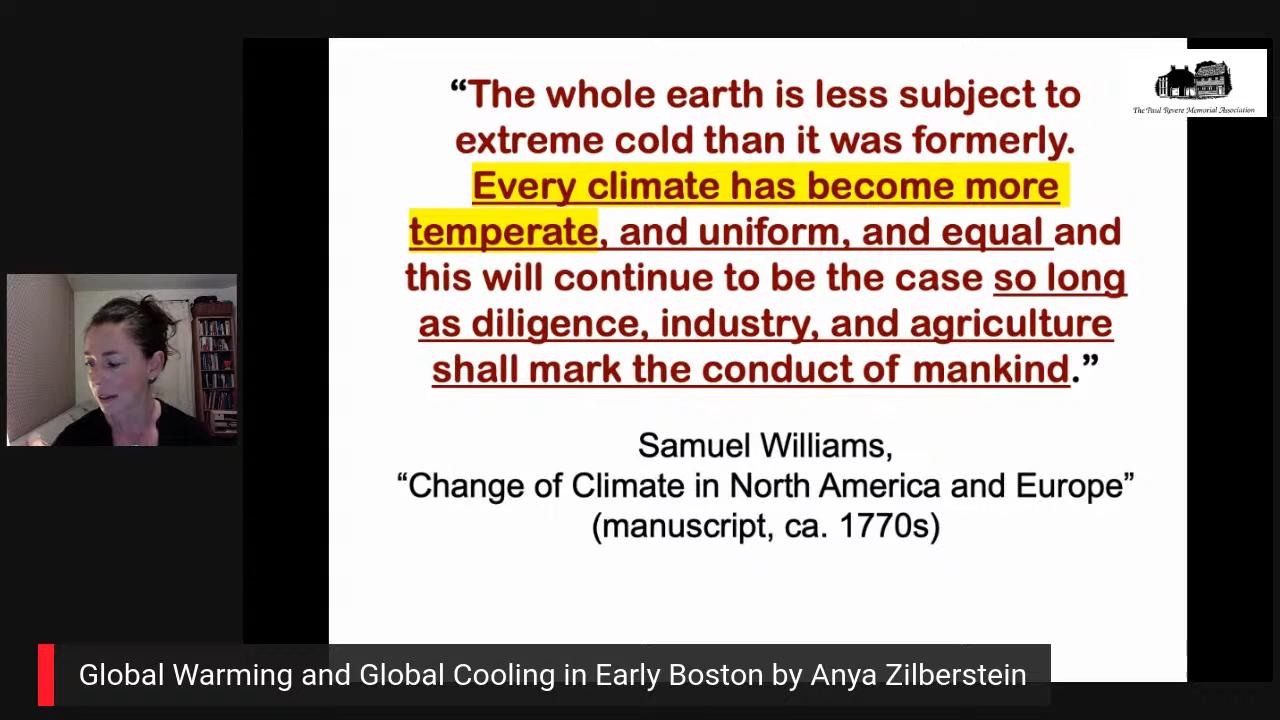 “The whole earth is less subject to
extreme cold than it was formerly.
Every climate has become more
temperate, and uniform, and equal and
this will continue to be the case so long
as diligence, industry, and agriculture
shall mark the conduct of mankind.”
Samuel Williams,
“Change of Climate in North America and Europe”
(manuscript, ca. 1770s)
The Paul Revere Memorial Association
Global Warming and Global Cooling in Early Boston by Anya Zilberstein